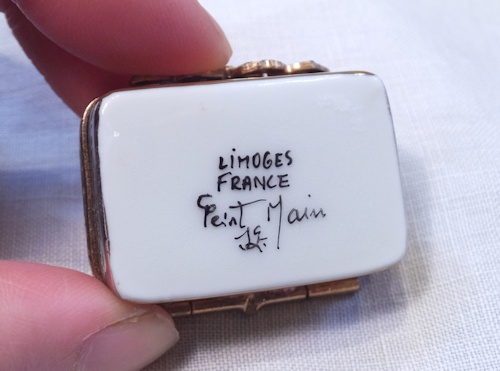 LiMOGES
FRANCE
Peint Main